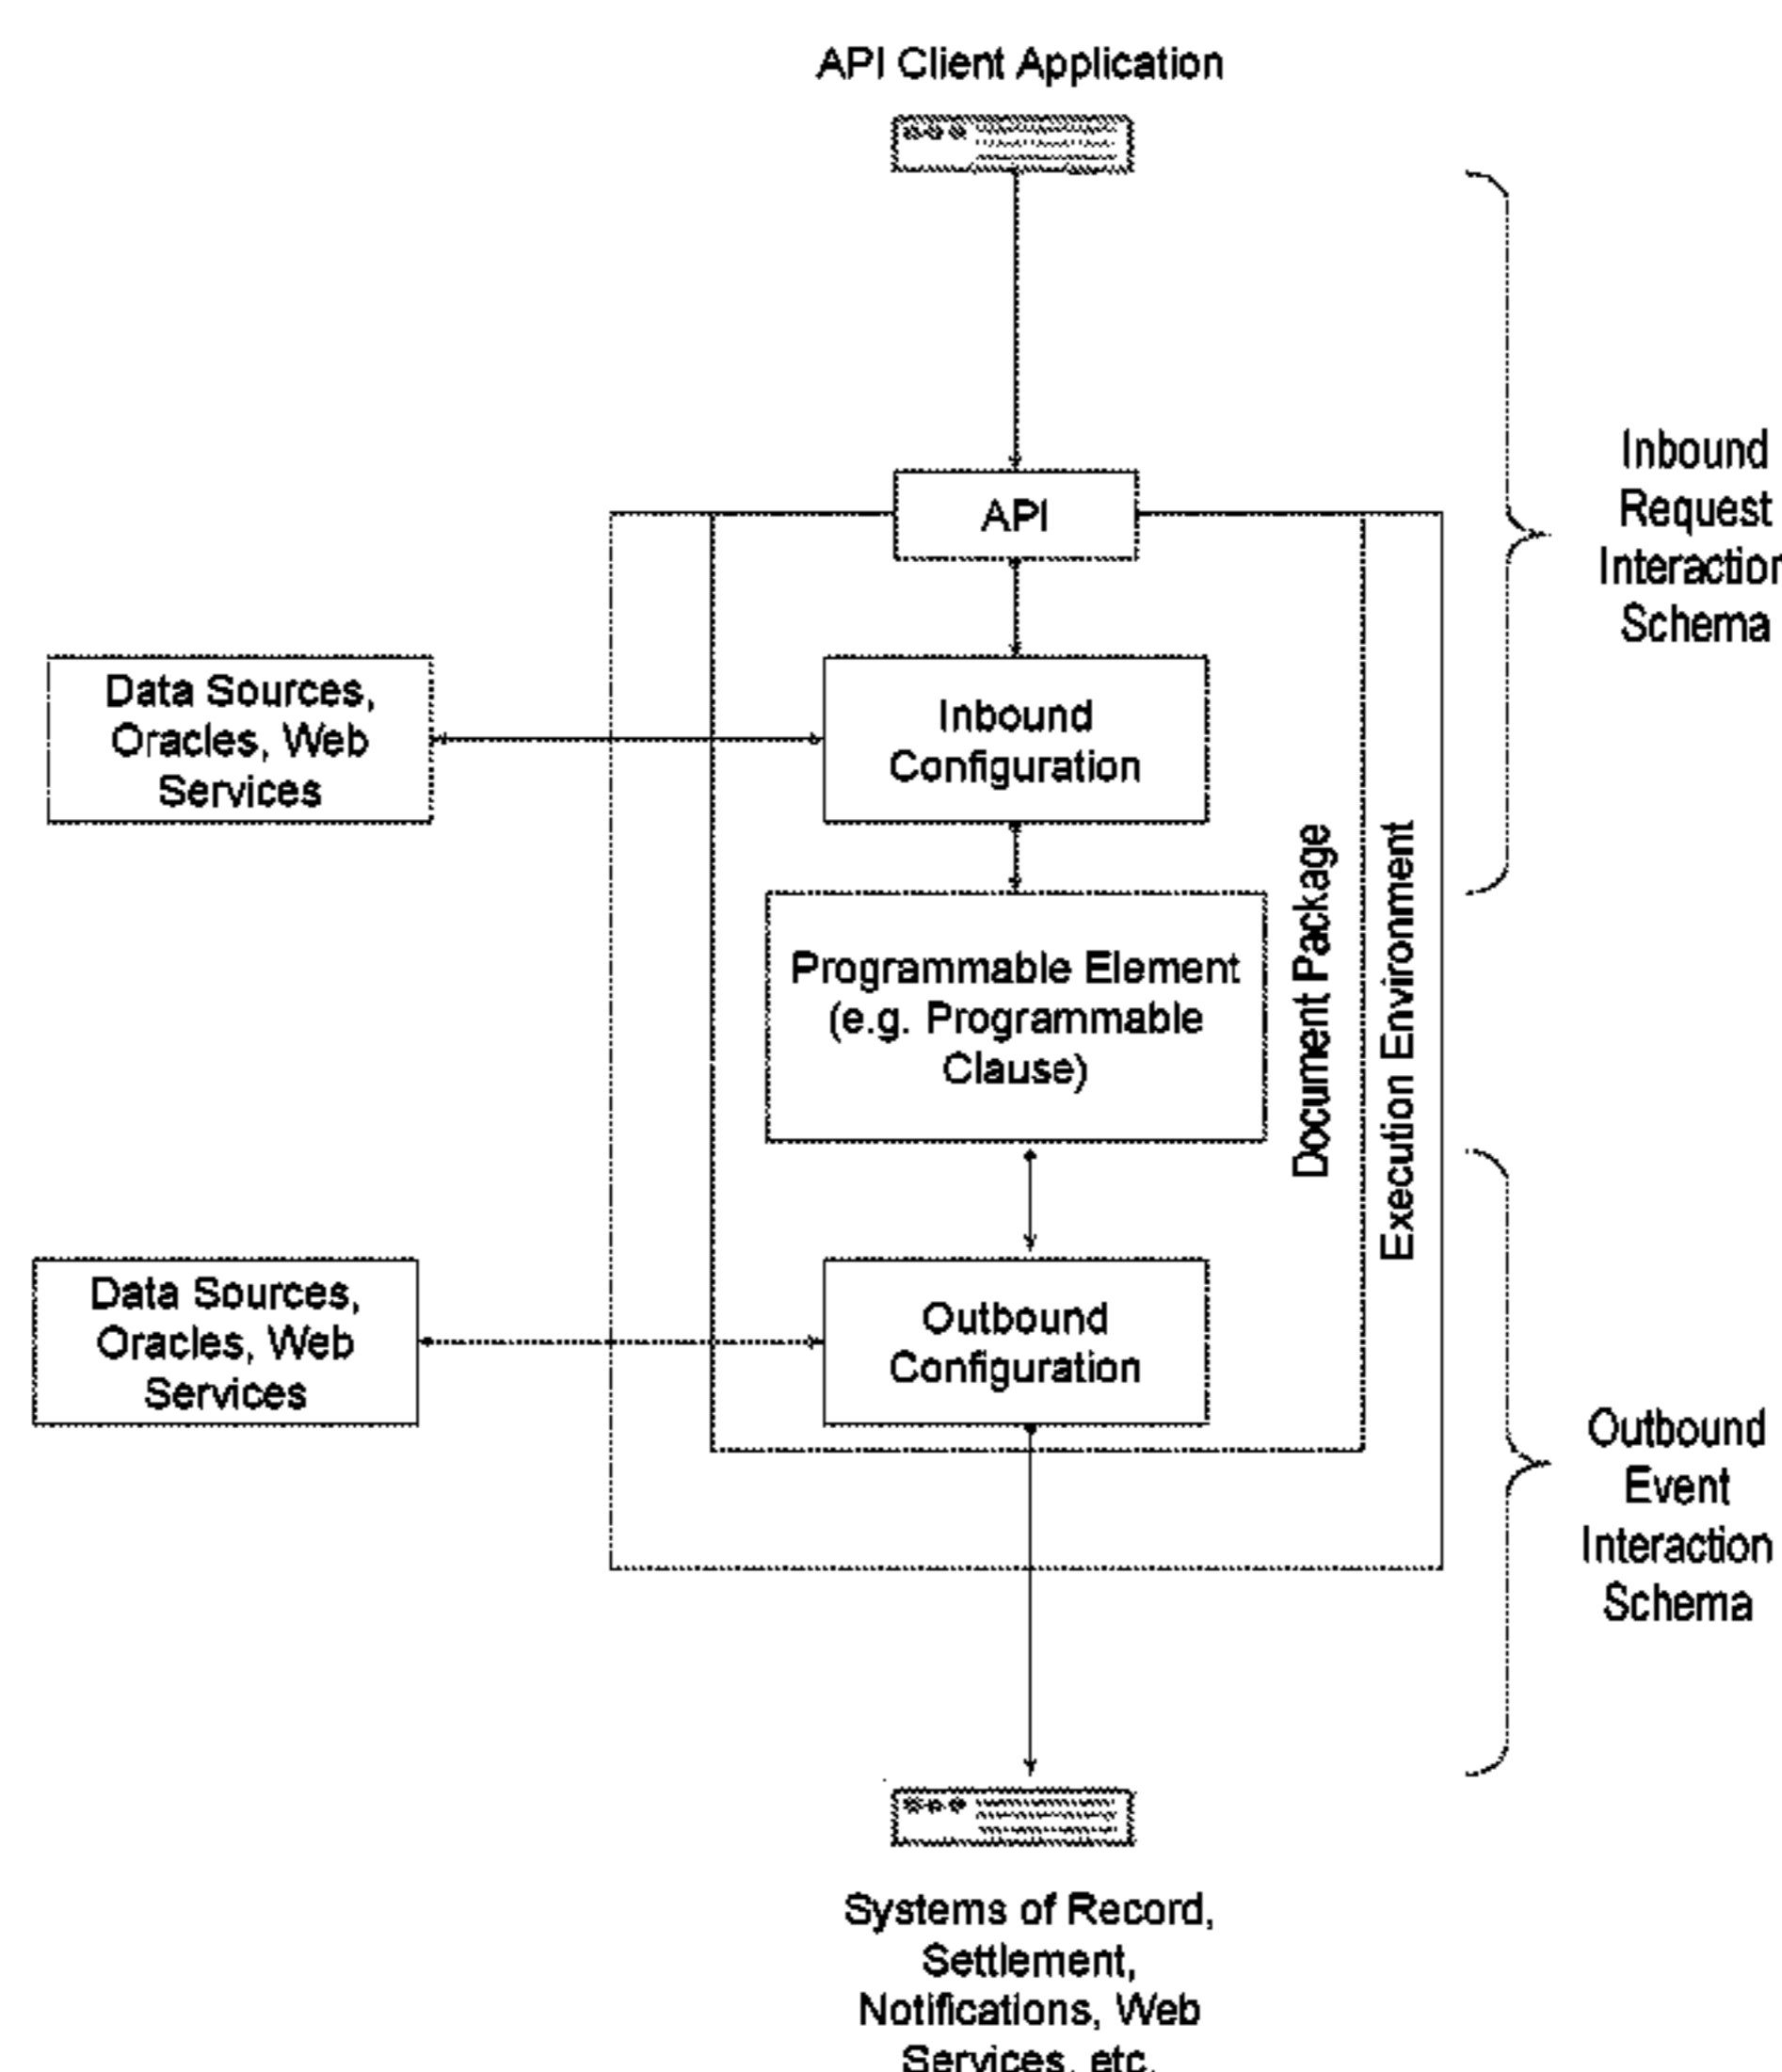 API Client Application
API
Inbound
Request
Interaction
Schema
Data Sources,
Oracles, Web
Services
Inbound
Configuration
Programmable Element
(e.g. Programmable
Clause)
Document Package
Execution Environment
Data Sources,
Oracles, Web
Services
Outbound
Configuration
Outbound
Event
Interaction
Schema
Systems of Record,
Settlement,
Notifications, Web
Services, etc.